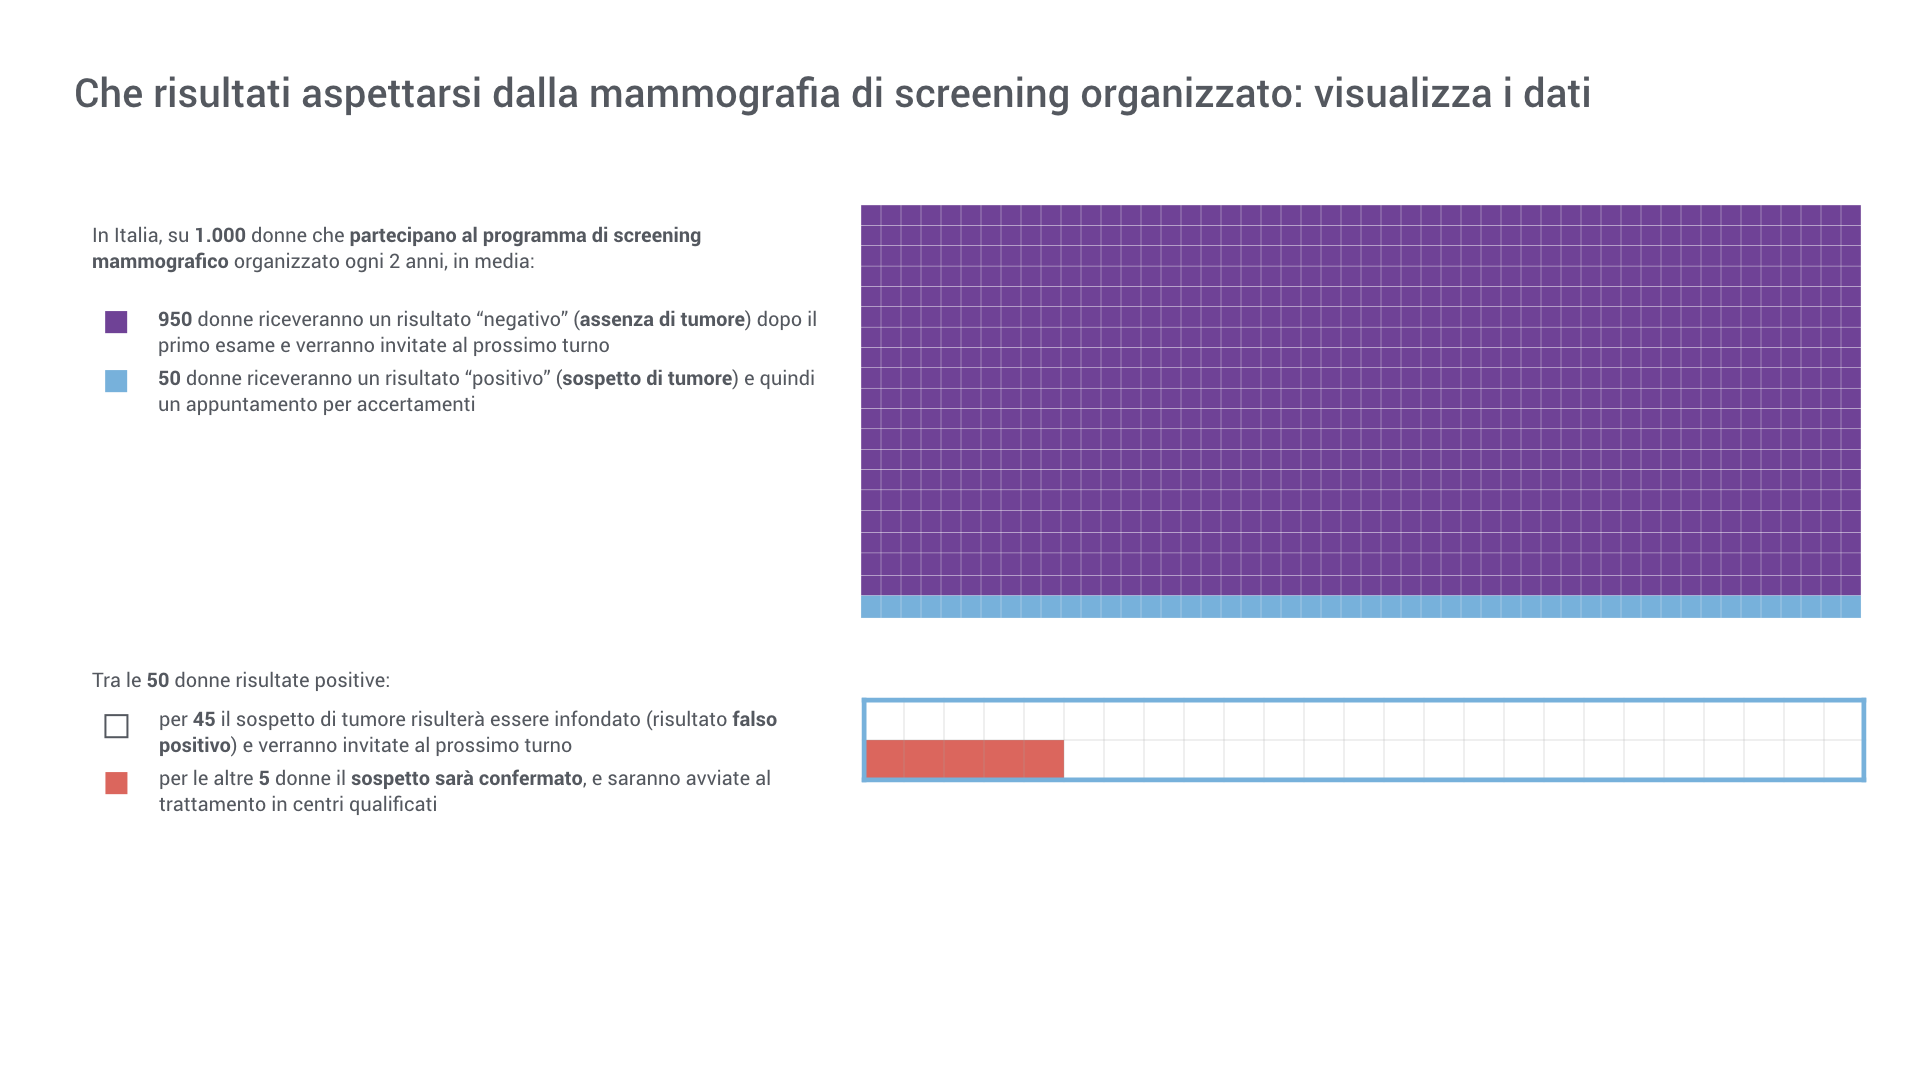 Che risultati aspettarsi dalla mammografia di screening organizzato: visualizza i dati
In Italia, su 1.000 donne che partecipano al programma di screening
mammografico organizzato ogni 2 anni, in media:
950 donne riceveranno un risultato “negativo” (assenza di tumore) dopo il
primo esame e verranno invitate al prossimo turno
50 donne riceveranno un risultato “positivo” (sospetto di tumore) e quindi
un appuntamento per accertamenti
Tra le 50 donne risultate positive:
per 45 il sospetto di tumore risulterà essere infondato (risultato falso
positivo) e verranno invitate al prossimo turno
per le altre 5 donne il sospetto sarà confermato, e saranno avviate al
trattamento in centri qualificati